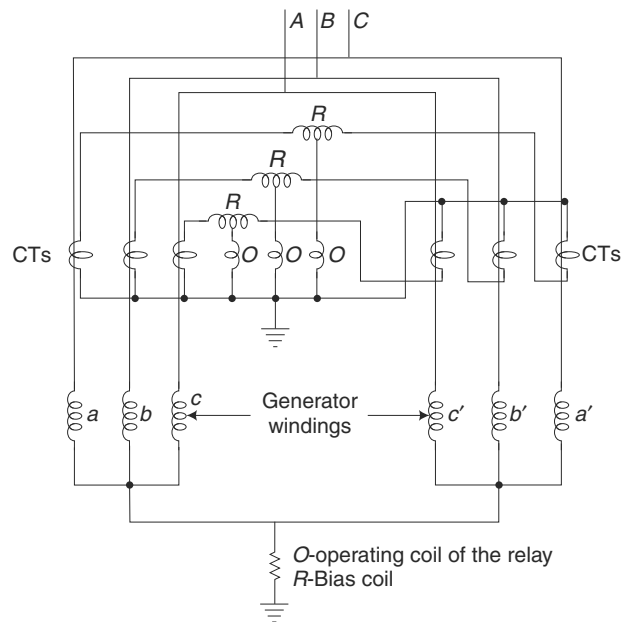 A B C
R
R
R
CTs O O O CTs
a b c Generator windings c' b' a'
O-operating coil of the relay
R-Bias coil